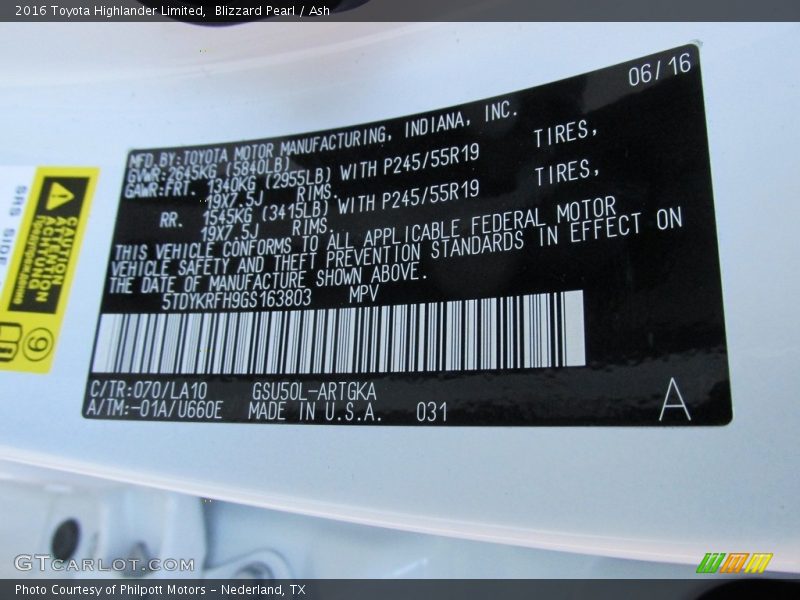 2016 Toyota Highlander Limited,  Blizzard Pearl / Ash
06/16
MFD.BY:TOYOTA MOTOR MANUFACTURING, INDIANA, INC.
GVWR:2645KG (5840LB)
GAWR:FRT. 1340KG (2955LB) WITH P245/55R19 TIRES,
19X7.5J RIMS.
RR. 1545KG (3415LB) WITH P245/55R19 TIRES,
19X7.5J RIMS.
THIS VEHICLE CONFORMS TO ALL APPLICABLE FEDERAL MOTOR
VEHICLE SAFETY AND THEFT PREVENTION STANDARDS IN EFFECT ON
THE DATE OF MANUFACTURE SHOWN ABOVE.
5TDYKRFH9GS163803 MPV
C/TR:070/LA10 GSU50L-ARTGKA
A/TM:-01A/U660E MADE IN U.S.A. 031
A
SRS SIDE
CAUTION
ATTENTION
ACHTUNG
9
GTCARLOT.COM
Photo Courtesy of Philpott Motors - Nederland, TX